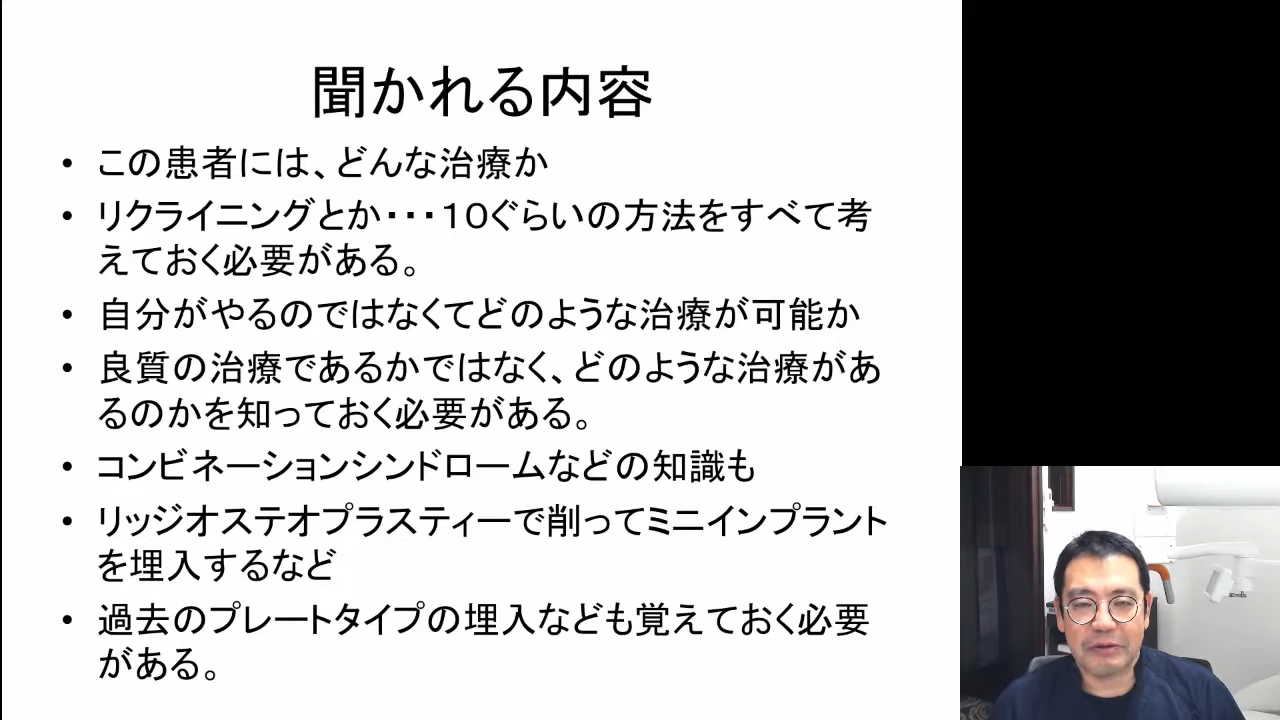 聞かれる内容
• この患者には、どんな治療か
• リクライニングとか・・・１０ぐらいの方法をすべて考
えておく必要がある。
• 自分がやるのではなくてどのような治療が可能か
• 良質の治療であるかではなく、どのような治療があ
るのかを知っておく必要がある。
• コンビネーションシンドロームなどの知識も
• リッジオステオプラスティーで削ってミニインプラント
を埋入するなど
• 過去のプレートタイプの埋入なども覚えておく必要
がある。